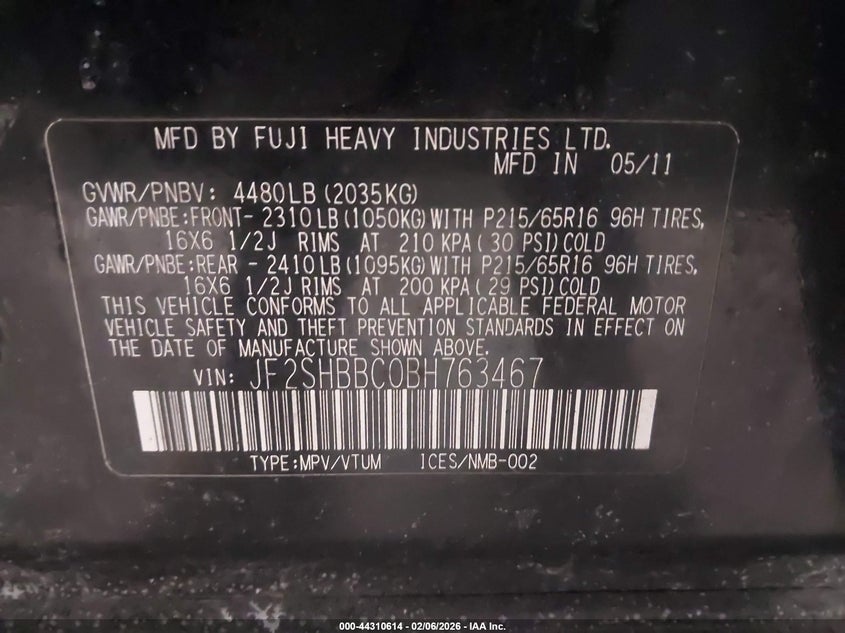 MFD BY FUJI HEAVY INDUSTRIES LTD.
MFD IN 05/11
GVWR/PNBV: 4480LB (2035KG)
GAWR/PNBE:FRONT- 2310LB(1050KG)WITH P215/65R16 96H TIRES,
16X6 1/2J RIMS AT 210 KPA(30 PSI)COLD
GAWR/PNBE:REAR - 2410LB(1095KG)WITH P215/65R16 96H TIRES,
16X6 1/2J RIMS AT 200 KPA(29 PSI)COLD
THIS VEHICLE CONFORMS TO ALL APPLICABLE FEDERAL MOTOR
VEHICLE SAFETY AND THEFT PREVENTION STANDARDS IN EFFECT ON
THE DATE OF MANUFACTURE SHOWN ABOVE.
VIN: JF2SHBBC0BH763467
TYPE:MPV/VTUM ICES/NMB-002
000-44310614 - 02/06/2026 - IAA Inc.